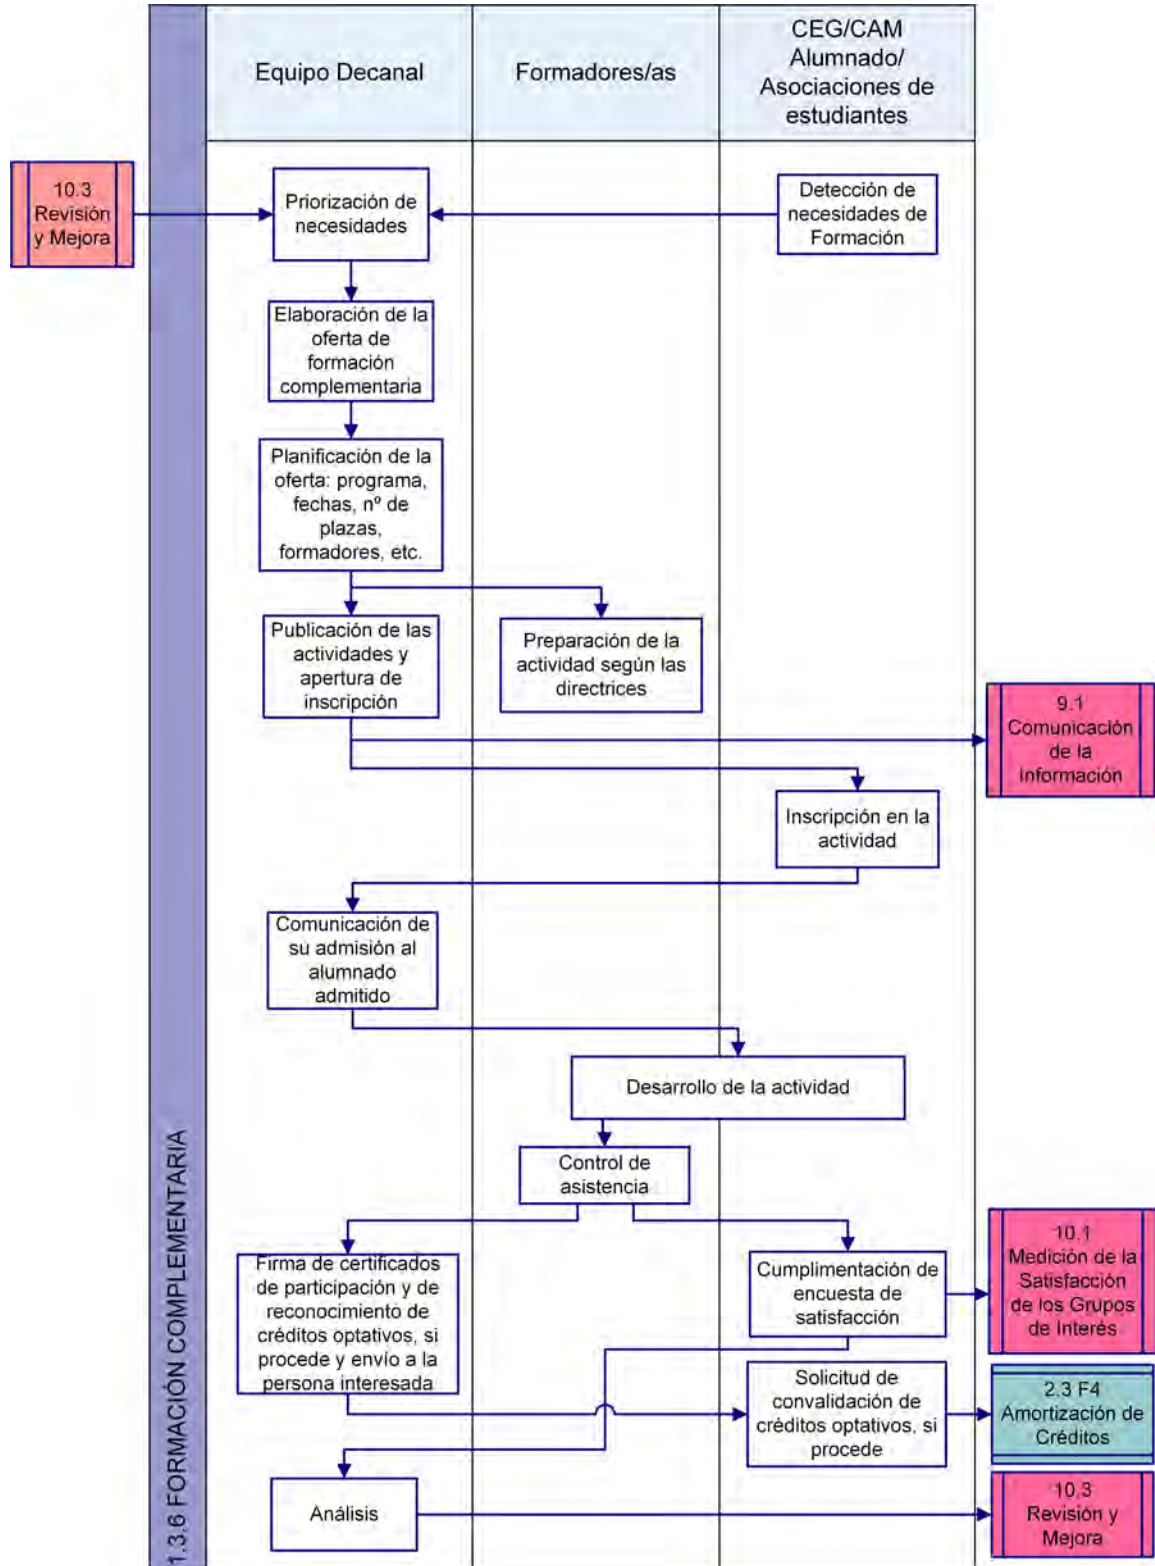 Equipo Decanal
Formadores/as
CEG/CAM
Alumnado/
Asociaciones de
estudiantes
10.3
Revisión
y Mejora
Priorización de
necesidades
Detección de
necesidades de
Formación
Elaboración de la
oferta de
formación
complementaria
Planificación de la
oferta: programa,
fechas, nº de
plazas,
formadores, etc.
Publicación de las
actividades y
apertura de
inscripción
Preparación de la
actividad según las
directrices
9.1
Comunicación
de la
Información
Inscripción en la
actividad
Comunicación de
su admisión al
alumnado
admitido
Desarrollo de la actividad
Control de
asistencia
Firma de certificados
de participación y de
reconocimiento de
créditos optativos, si
procede y envío a la
persona interesada
Cumplimentación de
encuesta de
satisfacción
10.1
Medición de la
Satisfacción
de los Grupos
de Interés
Solicitud de
convalidación de
créditos optativos, si
procede
2.3 F4
Amortización de
Créditos
Análisis
10.3
Revisión y
Mejora
1.3.6 FORMACIÓN COMPLEMENTARIA